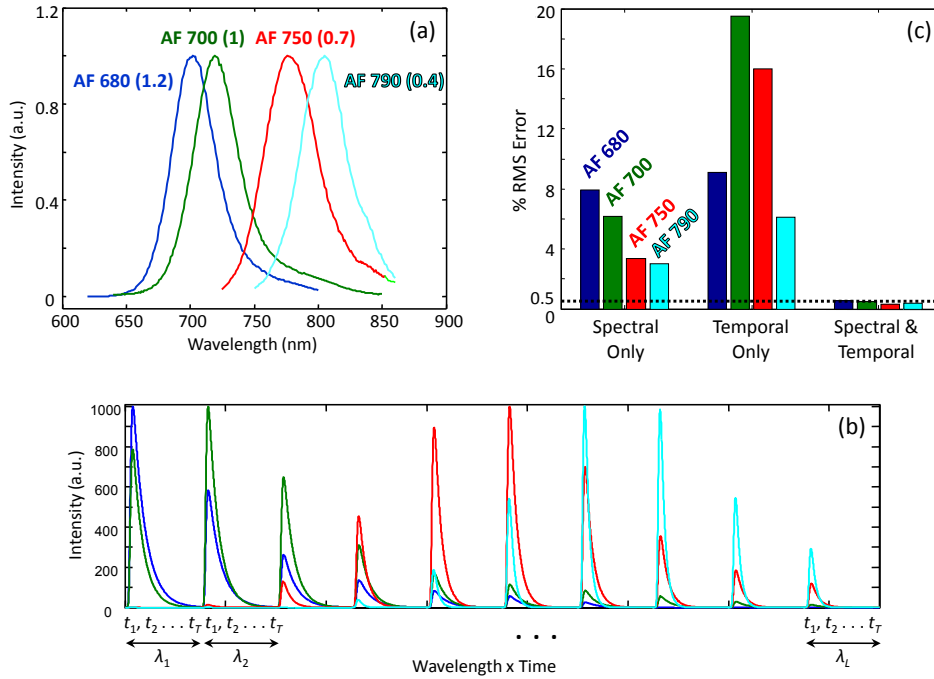 (a)
1.2
0.8
0.4
0
Intensity (a.u.)
AF 700 (1)
AF 750 (0.7)
AF 680 (1.2)
AF 790 (0.4)
600
650
700
750
800
850
900
Wavelength (nm)
(c)
20
16
12
8
4
0.5
0
% RMS Error
AF 680
AF 700
AF 750
AF 790
Spectral
Only
Temporal
Only
Spectral &
Temporal
(b)
1000
800
600
400
200
0
Intensity (a.u.)
t1, t2 . . . tT
t1, t2 . . . tT
. . .
t1, t2 . . . tT
λ1
λ2
λL
Wavelength x Time